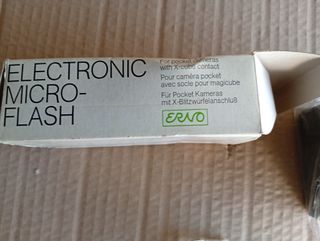 ELECTRONIC
MICRO-
FLASH
For pocket cameras
with X-cube contact
Pour caméra pocket
avec socle pour magicube
Für Pocket Kameras
mit X-Blitzwürfelanschluß
ERNO